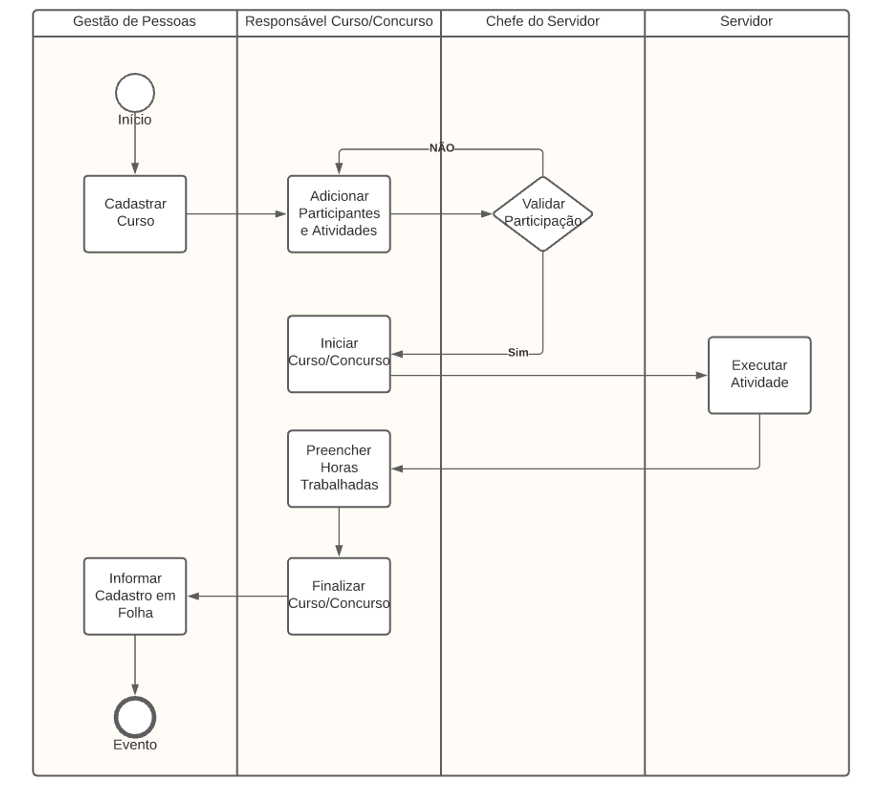 Gestão de Pessoas
Responsável Curso/Concurso
Chefe do Servidor
Servidor
Início
NÃO
Cadastrar
Curso
Adicionar
Participantes
e Atividades
Validar
Participação
Iniciar
Curso/Concurso
Sim
Executar
Atividade
Preencher
Horas
Trabalhadas
Informar
Cadastro em
Folha
Finalizar
Curso/Concurso
Evento